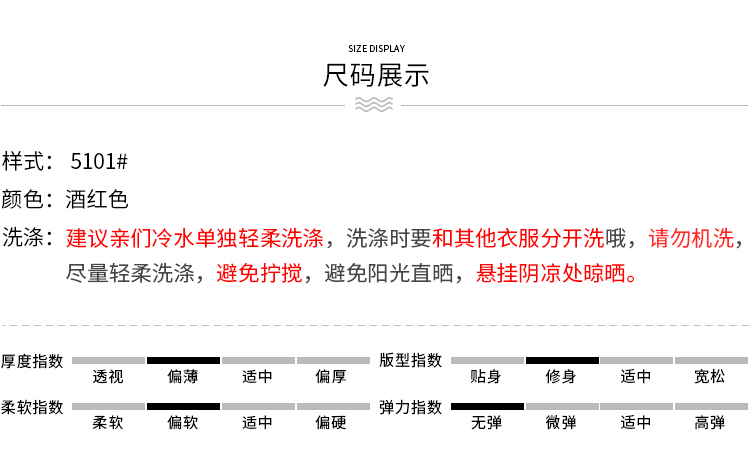 SIZE DISPLAY
尺码展示
样式： 5101#
颜色：酒红色
洗涤：建议亲们冷水单独轻柔洗涤，洗涤时要和其他衣服分开洗哦，请勿机洗，
尽量轻柔洗涤，避免拧搅，避免阳光直晒，悬挂阴凉处晾晒。
厚度指数 透视 偏薄 适中 偏厚
版型指数 贴身 修身 适中 宽松
柔软指数 柔软 偏软 适中 偏硬
弹力指数 无弹 微弹 适中 高弹